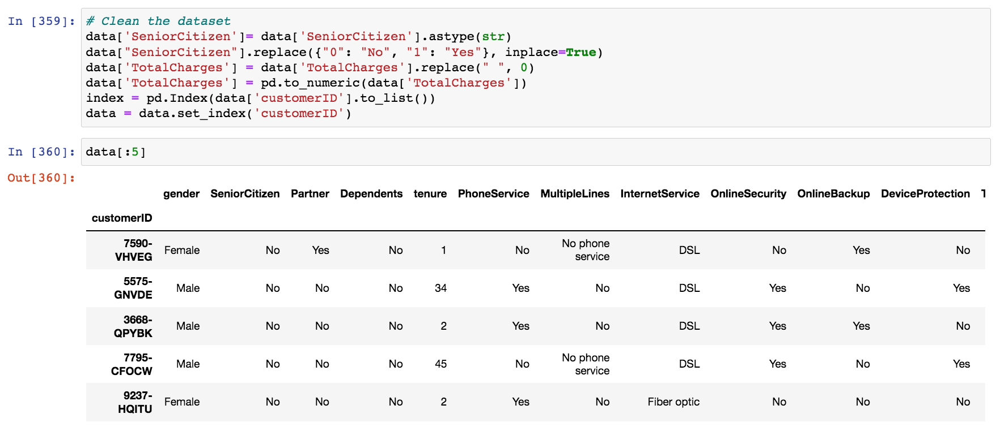 In [359]: # Clean the dataset
data['SeniorCitizen']= data['SeniorCitizen'].astype(str)
data["SeniorCitizen"].replace({"0": "No", "1": "Yes"}, inplace=True)
data['TotalCharges'] = data['TotalCharges'].replace(" ", 0)
data['TotalCharges'] = pd.to_numeric(data['TotalCharges'])
index = pd.Index(data['customerID'].to_list())
data = data.set_index('customerID')
In [360]: data[:5]
Out[360]:
gender SeniorCitizen Partner Dependents tenure PhoneService MultipleLines InternetService OnlineSecurity OnlineBackup DeviceProtection
customerID
7590-
VHVEG Female No Yes No 1 No No phone
service DSL No Yes No
5575-
GNVDE Male No No No 34 Yes No DSL Yes No Yes
3668-
QPYBK Male No No No 2 Yes No DSL Yes Yes No
7795-
CFOCW Male No No No 45 No No phone
service DSL Yes No Yes
9237-
HQITU Female No No No 2 Yes No Fiber optic No No No